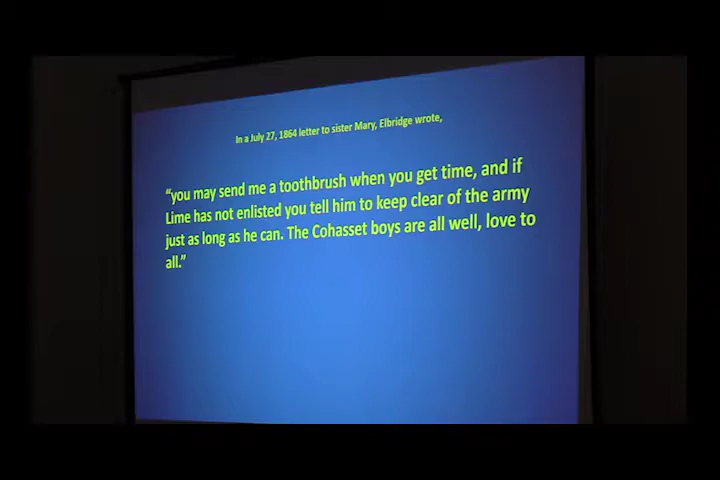 In a July 27, 1864 letter to sister Mary, Elbridge wrote,
“you may send me a toothbrush when you get time, and if
Lime has not enlisted you tell him to keep clear of the army
just as long as he can. The Cohasset boys are all well, love to
all.”